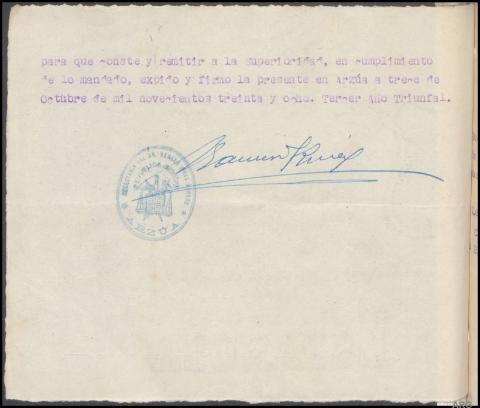 para que conste y remitir a la Superioridad, en cumplimiento
de lo mandado, expido y firmo la presente en Arzúa a trece de
Octubre de mil novecientos treinta y ocho. Tercer Año Triunfal.
ARZUA